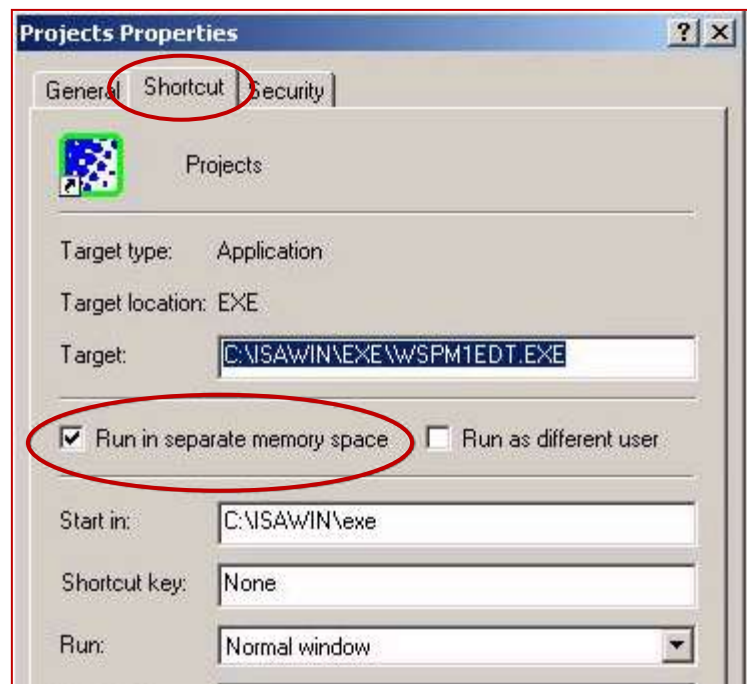 Projects Properties
General Shortcut Security
Projects
Target type: Application
Target location: EXE
Target: C:\ISAWIN\EXE\WSPM1EDT.EXE
Run in separate memory space Run as different user
Start in: C:\ISAWIN\exe
Shortcut key: None
Run: Normal window